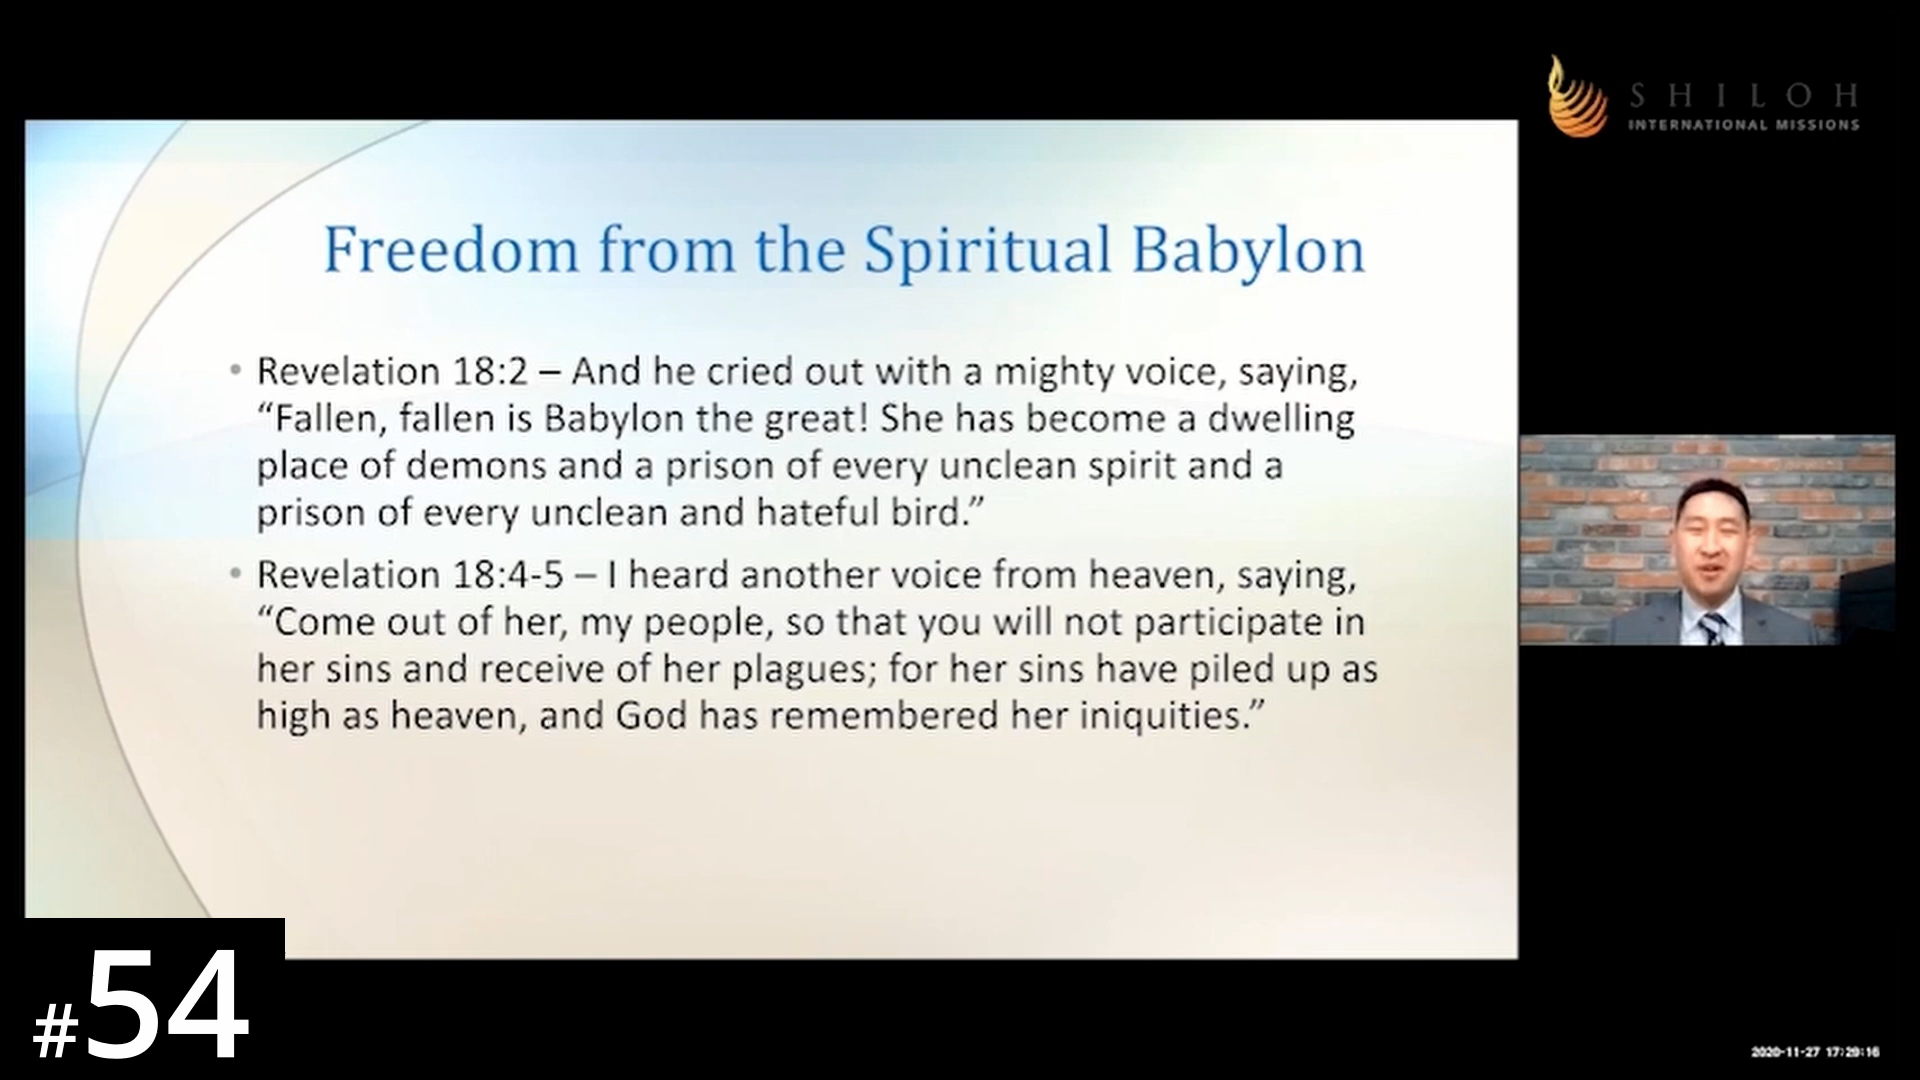 SHILOH
INTERNATIONAL MISSIONS
Freedom from the Spiritual Babylon
• Revelation 18:2 – And he cried out with a mighty voice, saying,
“Fallen, fallen is Babylon the great! She has become a dwelling
place of demons and a prison of every unclean spirit and a
prison of every unclean and hateful bird.”
• Revelation 18:4-5 – I heard another voice from heaven, saying,
“Come out of her, my people, so that you will not participate in
her sins and receive of her plagues; for her sins have piled up as
high as heaven, and God has remembered her iniquities.”
#54
2020-11-27 17:29:16